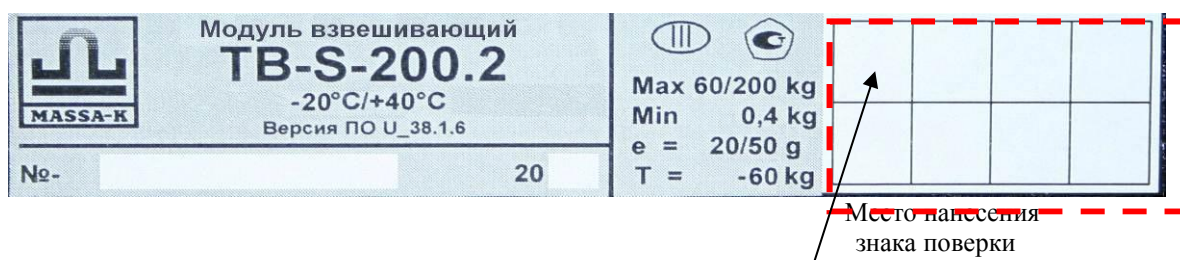 MASSA-K
Модуль взвешивающий
TB-S-200.2
-20°C/+40°C
Версия ПО U_38.1.6
№-
20
III
Max 60/200 kg
Min 0,4 kg
e = 20/50 g
T = -60 kg
Место нанесения
знака поверки